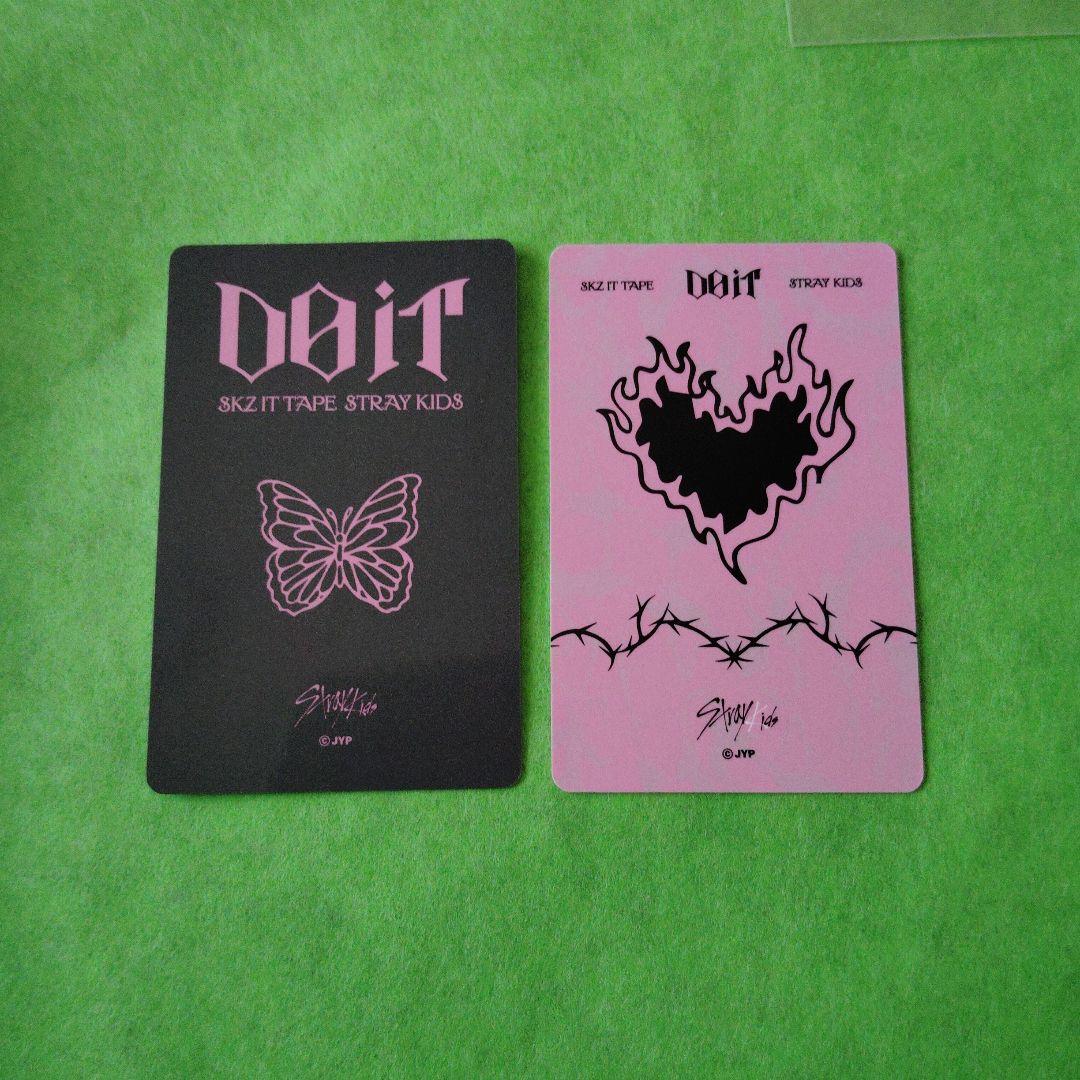 DO iT
SKZ IT TAPE STRAY KIDS
Stray Kids
© JYP
SKZ IT TAPE DO iT STRAY KIDS
Stray Kids
© JYP